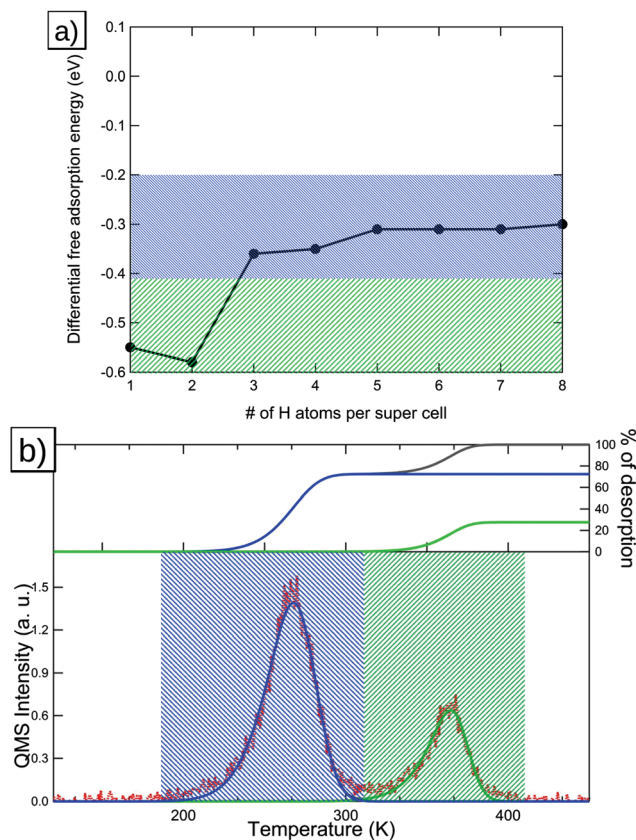 a)
Differential free adsorption energy (eV)
0.1
0.0
-0.1
-0.2
-0.3
-0.4
-0.5
-0.6
1 2 3 4 5 6 7 8
# of H atoms per super cell
b)
% of desorption
100
80
60
40
20
0
QMS Intensity (a. u.)
1.5
1.2
0.9
0.6
0.3
0.0
200 300 400
Temperature (K)